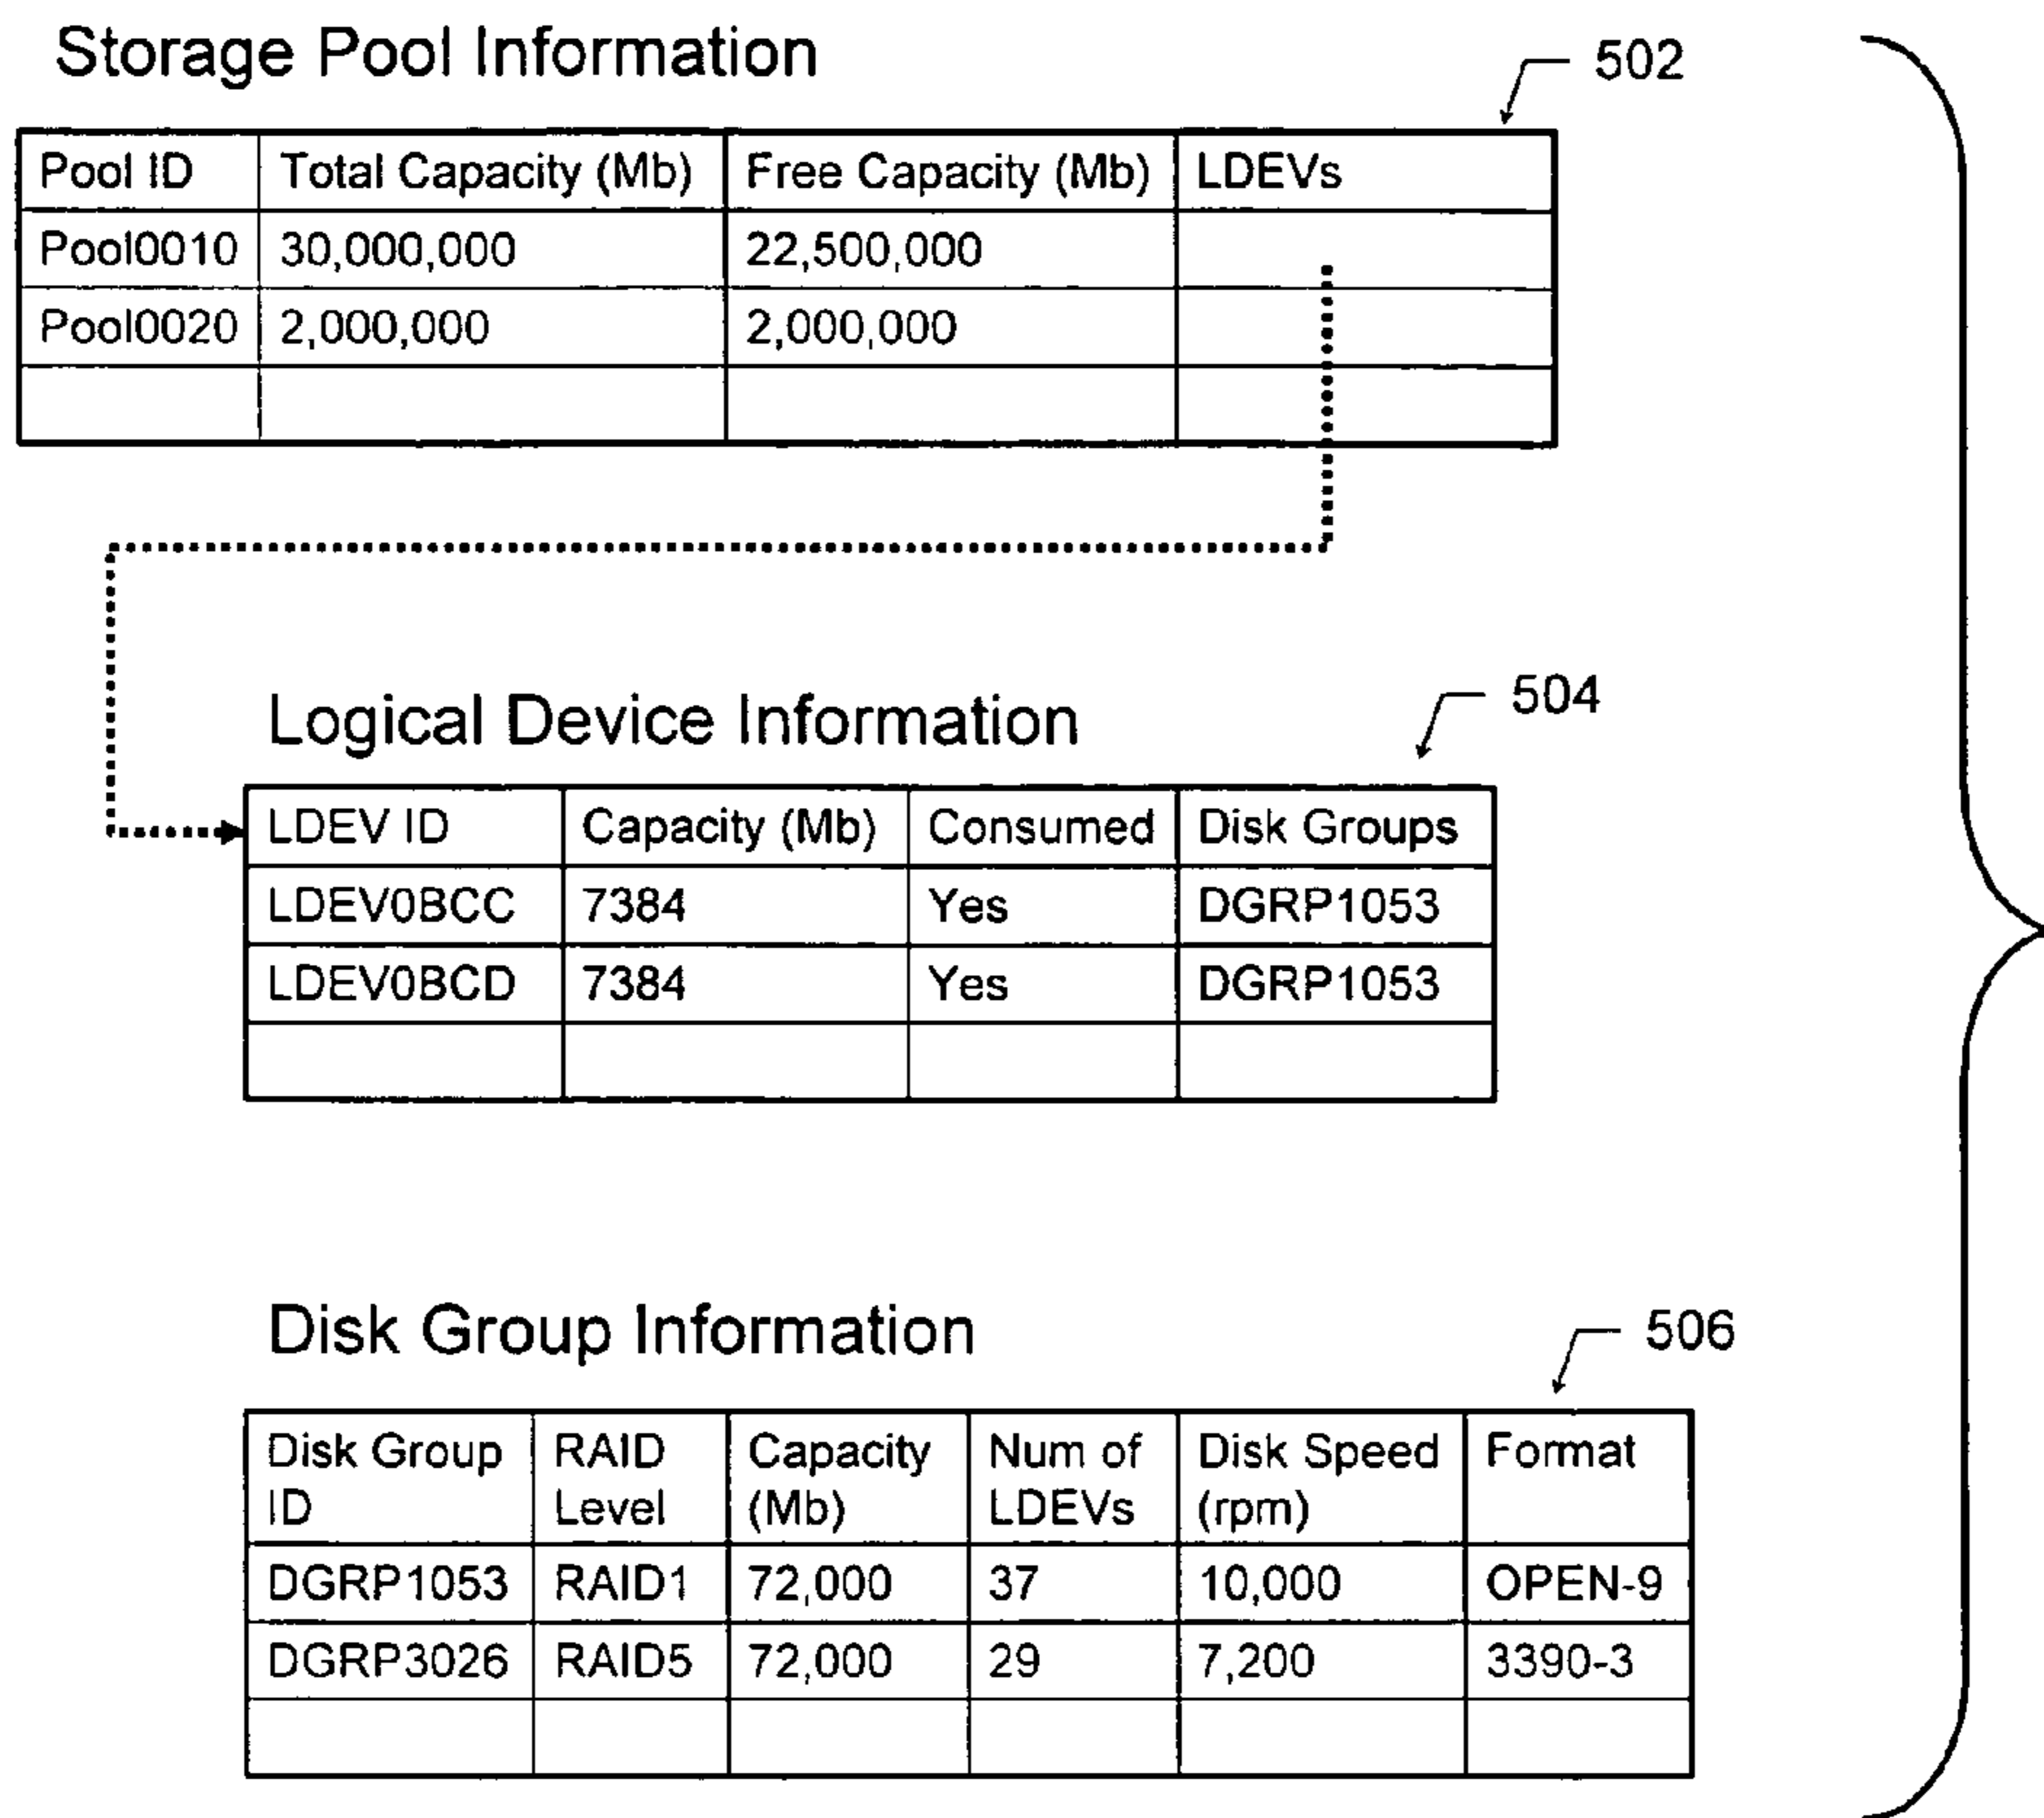 Storage Pool Information
502
Pool ID Total Capacity (Mb) Free Capacity (Mb) LDEVs
Pool0010 30,000,000 22,500,000
Pool0020 2,000,000 2,000,000
Logical Device Information
504
LDEV ID Capacity (Mb) Consumed Disk Groups
LDEV0BCC 7384 Yes DGRP1053
LDEV0BCD 7384 Yes DGRP1053
Disk Group Information
506
Disk Group RAID Capacity Num of Disk Speed Format
ID Level (Mb) LDEVs (rpm)
DGRP1053 RAID1 72,000 37 10,000 OPEN-9
DGRP3026 RAID5 72,000 29 7,200 3390-3